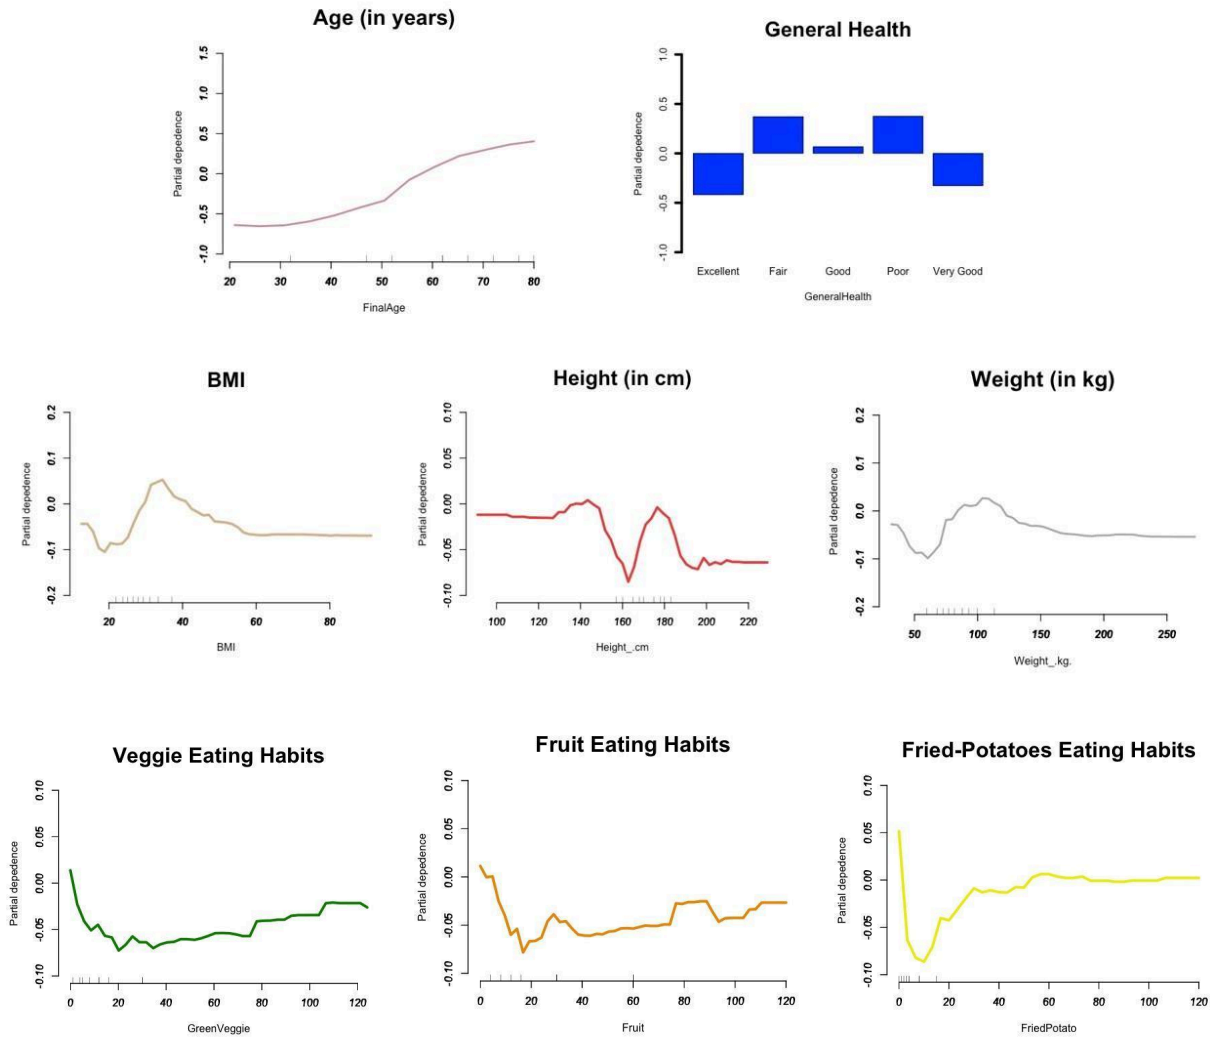 Age (in years)
Partial depedence
-1.0 -0.5 0.0 0.5 1.0 1.5
20 30 40 50 60 70 80
FinalAge
General Health
Partial depedence
-1.0 -0.5 0.0 0.5 1.0
Excellent Fair Good Poor Very Good
GeneralHealth
BMI
Partial depedence
-0.2 -0.1 0.0 0.1 0.2
20 40 60 80
BMI
Height (in cm)
Partial depedence
-0.10 -0.05 0.00 0.05 0.10
100 120 140 160 180 200 220
Height_.cm
Weight (in kg)
Partial depedence
-0.2 -0.1 0.0 0.1 0.2
50 100 150 200 250
Weight_.kg.
Veggie Eating Habits
Partial depedence
-0.10 -0.05 0.00 0.05 0.10
0 20 40 60 80 100 120
GreenVeggie
Fruit Eating Habits
Partial depedence
-0.10 -0.05 0.00 0.05 0.10
0 20 40 60 80 100 120
Fruit
Fried-Potatoes Eating Habits
Partial depedence
-0.10 -0.05 0.00 0.05 0.10
0 20 40 60 80 100 120
FriedPotato